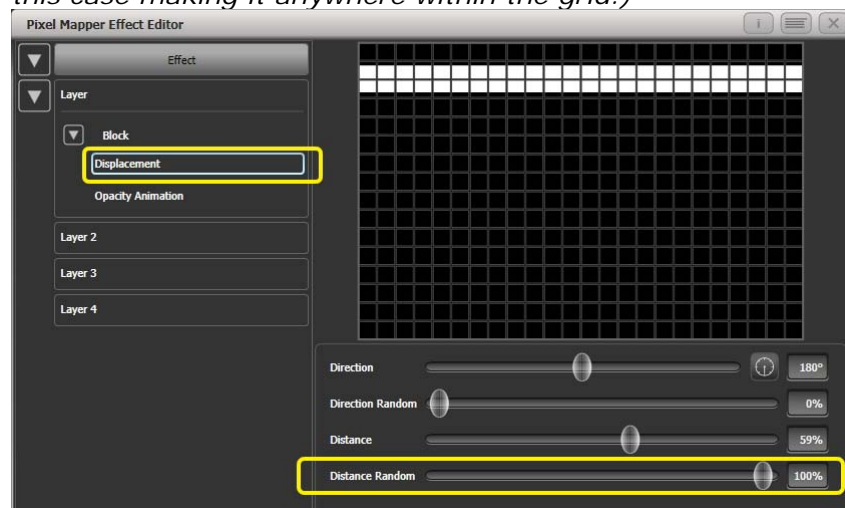 this case making it anywhere within the grid.)
Pixel Mapper Effect Editor
Effect
Layer
Block
Displacement
Opacity Animation
Layer 2
Layer 3
Layer 4
Direction 180°
Direction Random 0%
Distance 59%
Distance Random 100%